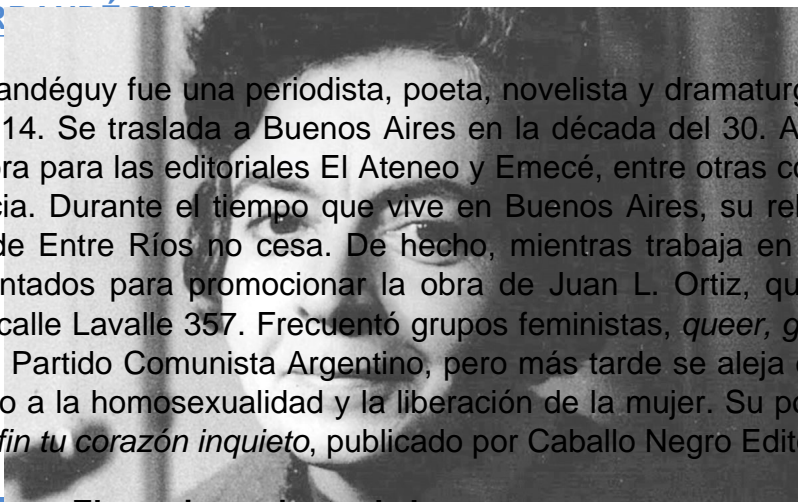 andéguy fue una periodista, poeta, novelista y dramaturg
14. Se traslada a Buenos Aires en la década del 30. A
ra para las editoriales El Ateneo y Emecé, entre otras co
cia. Durante el tiempo que vive en Buenos Aires, su rel
de Entre Ríos no cesa. De hecho, mientras trabaja en
ntados para promocionar la obra de Juan L. Ortiz, qu
calle Lavalle 357. Frecuentó grupos feministas, queer, g
Partido Comunista Argentino, pero más tarde se aleja
o a la homosexualidad y la liberación de la mujer. Su po
fin tu corazón inquieto, publicado por Caballo Negro Edit